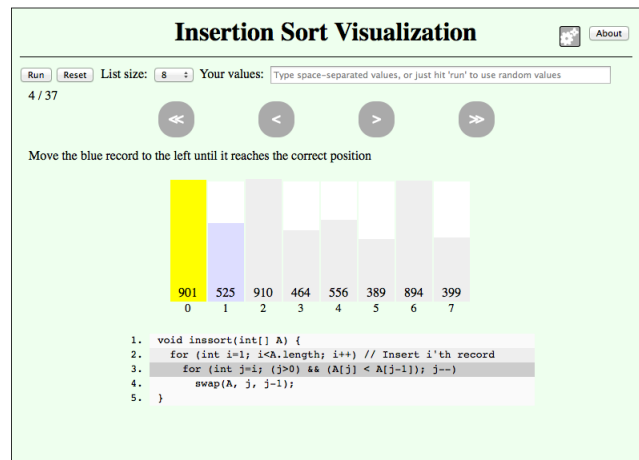 Insertion Sort Visualization
About
Run Reset List size: 8 Your values: Type space-separated values, or just hit 'run' to use random values
4 / 37
≪ < > ≫
Move the blue record to the left until it reaches the correct position
901 525 910 464 556 389 894 399
0 1 2 3 4 5 6 7
1. void inssort(int[] A) {
2. for (int i=1; i<A.length; i++) // Insert i'th record
3. for (int j=i; (j>0) && (A[j] < A[j-1]); j--)
4. swap(A, j, j-1);
5. }